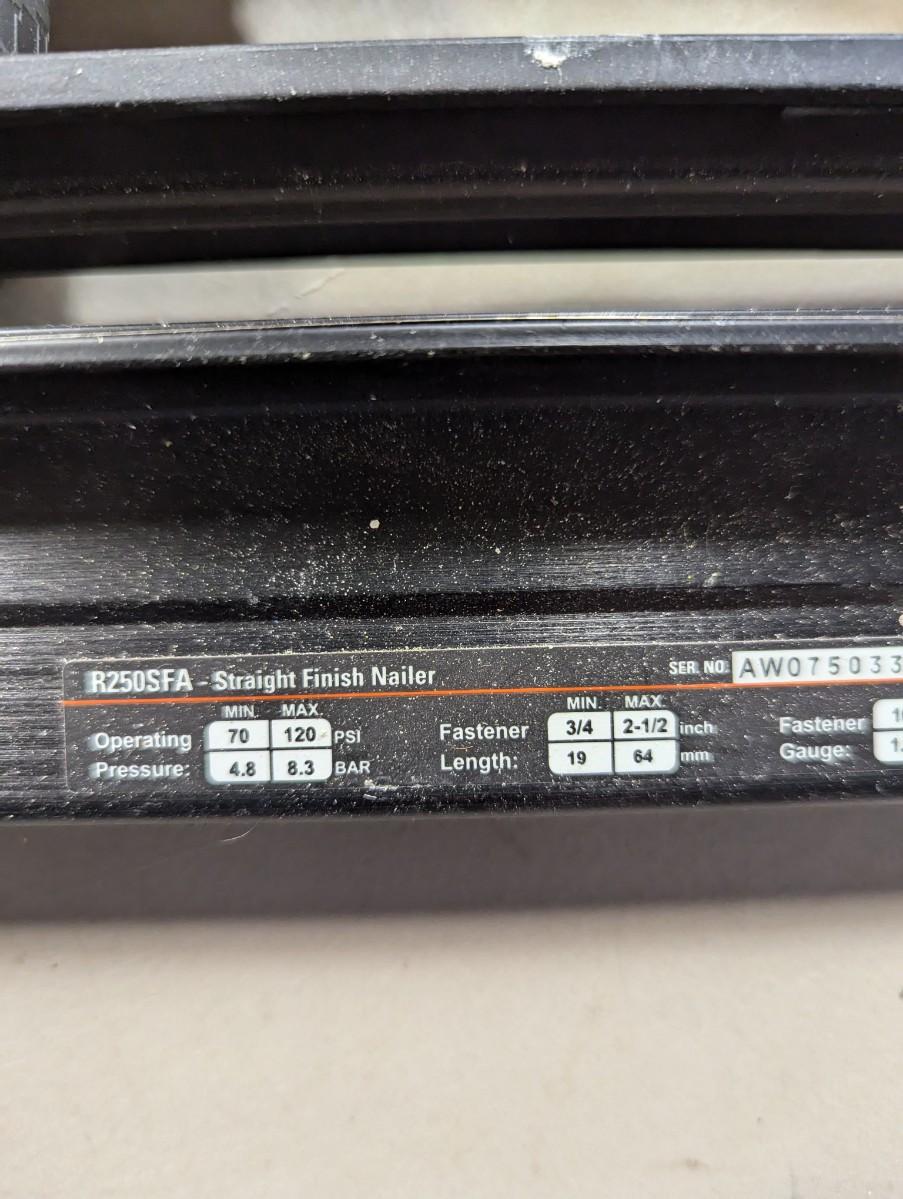 R250SFA - Straight Finish Nailer
SER. NO. AW075033
MIN. MAX.
Operating 70 120 PSI
Pressure: 4.8 8.3 BAR
MIN. MAX.
Fastener 3/4 2-1/2 inch
Length: 19 64 mm
Fastener
Gauge: